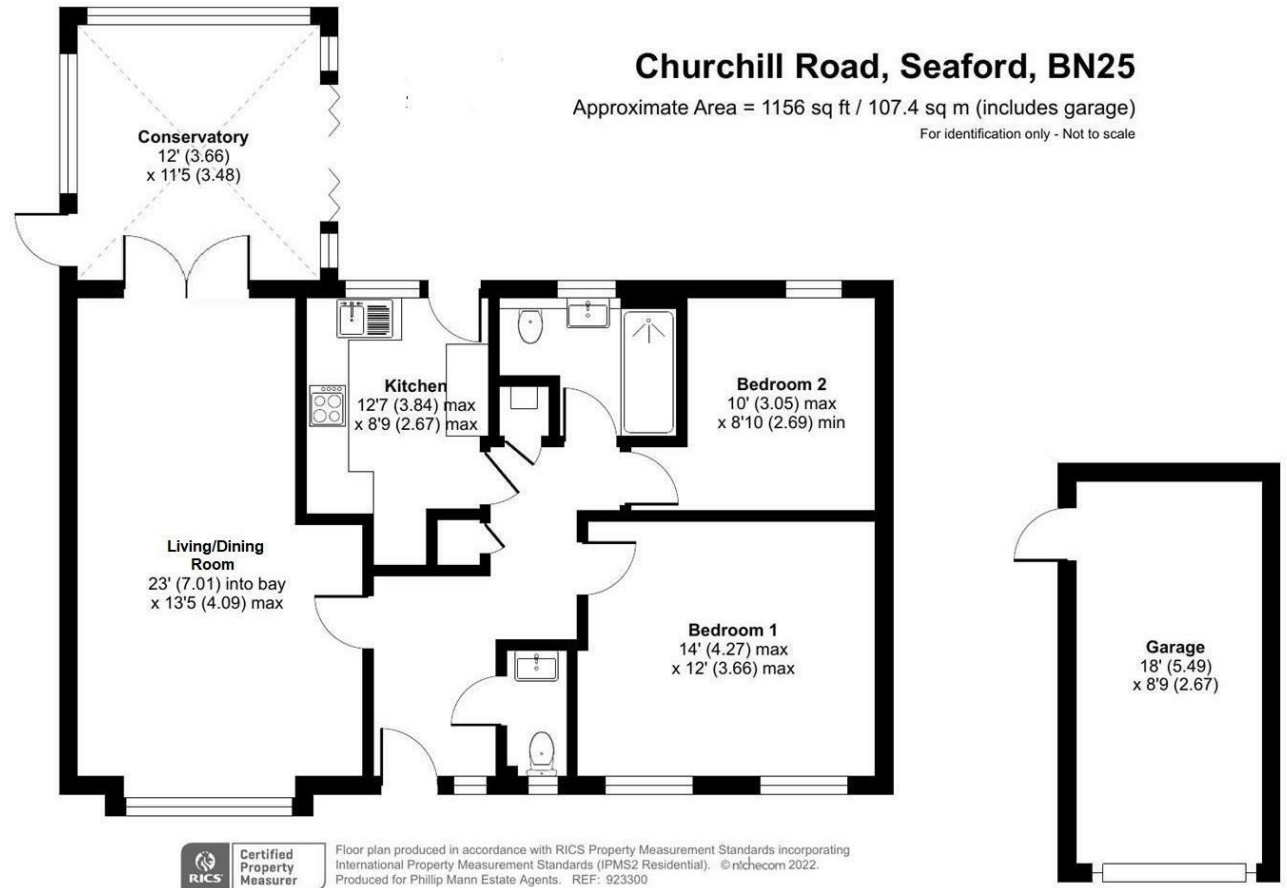 Churchill Road, Seaford, BN25
Approximate Area = 1156 sq ft / 107.4 sq m (includes garage)
For identification only - Not to scale
Conservatory
12' (3.66)
x 11'5 (3.48)
Kitchen
12'7 (3.84) max
x 8'9 (2.67) max
Bedroom 2
10' (3.05) max
x 8'10 (2.69) min
Living/Dining
Room
23' (7.01) into bay
x 13'5 (4.09) max
Bedroom 1
14' (4.27) max
x 12' (3.66) max
Garage
18' (5.49)
x 8'9 (2.67)
RICS
Certified
Property
Measurer
Floor plan produced in accordance with RICS Property Measurement Standards incorporating
International Property Measurement Standards (IPMS2 Residential). © nichecom 2022.
Produced for Phillip Mann Estate Agents. REF: 923300